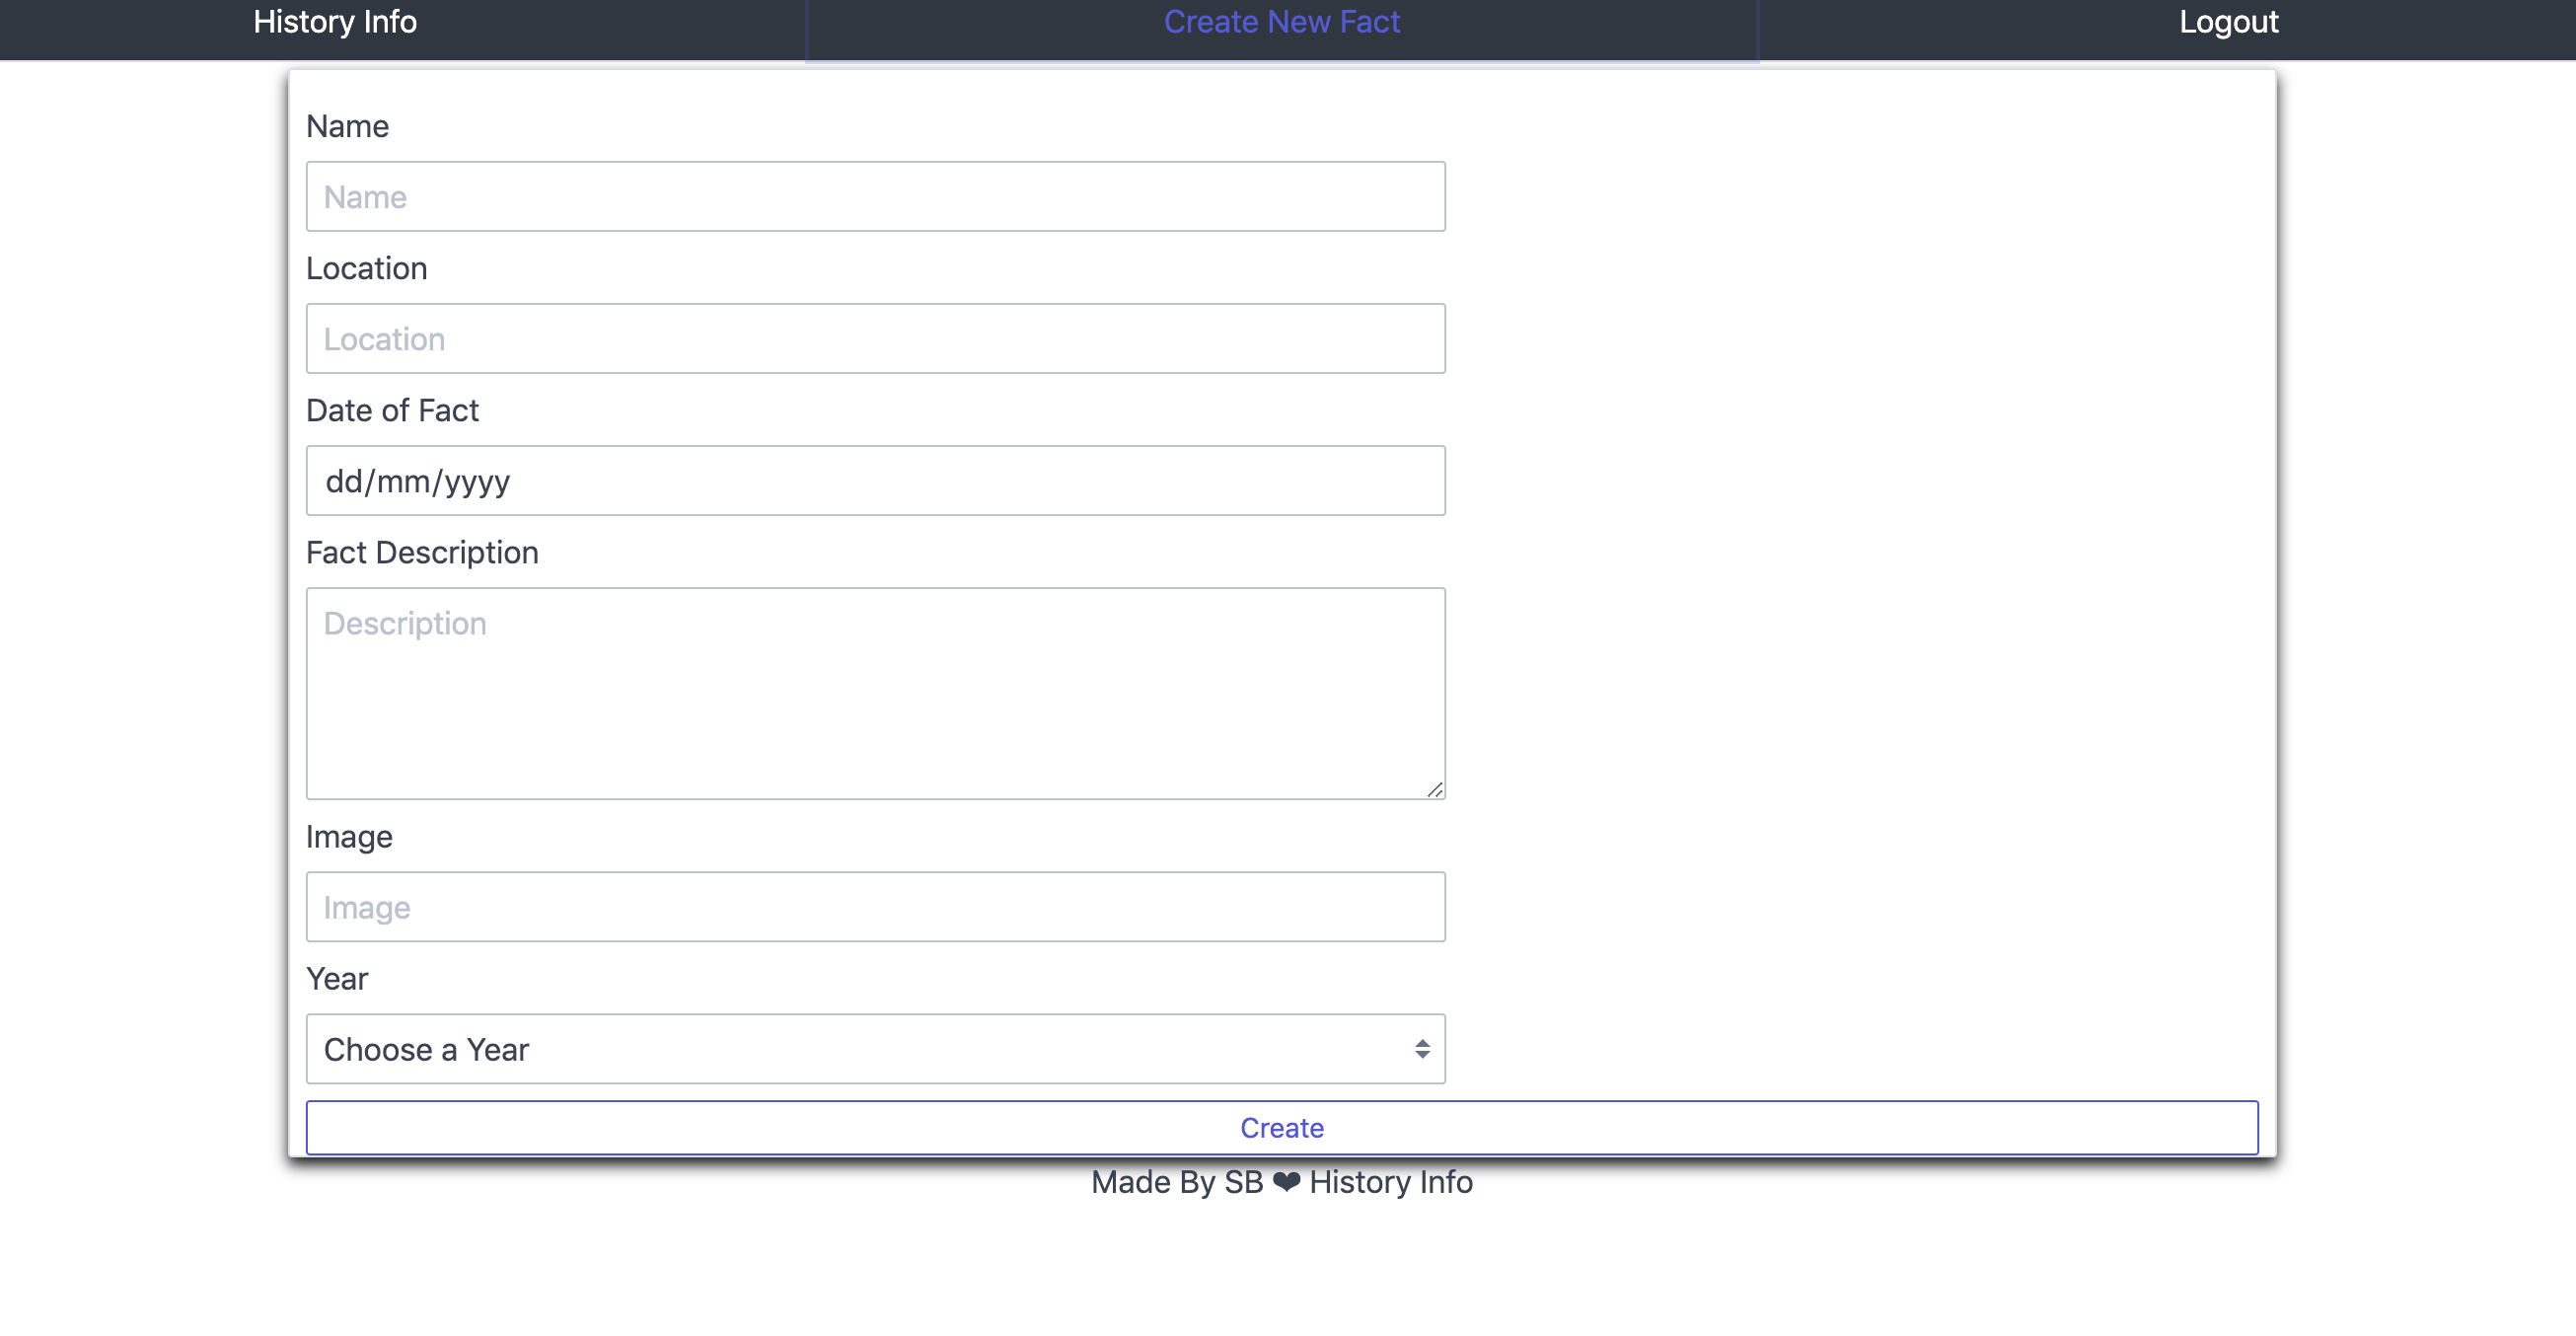 History Info Create New Fact Logout
Name
Name
Location
Location
Date of Fact
dd/mm/yyyy
Fact Description
Description
Image
Image
Year
Choose a Year
Create
Made By SB ❤ History Info